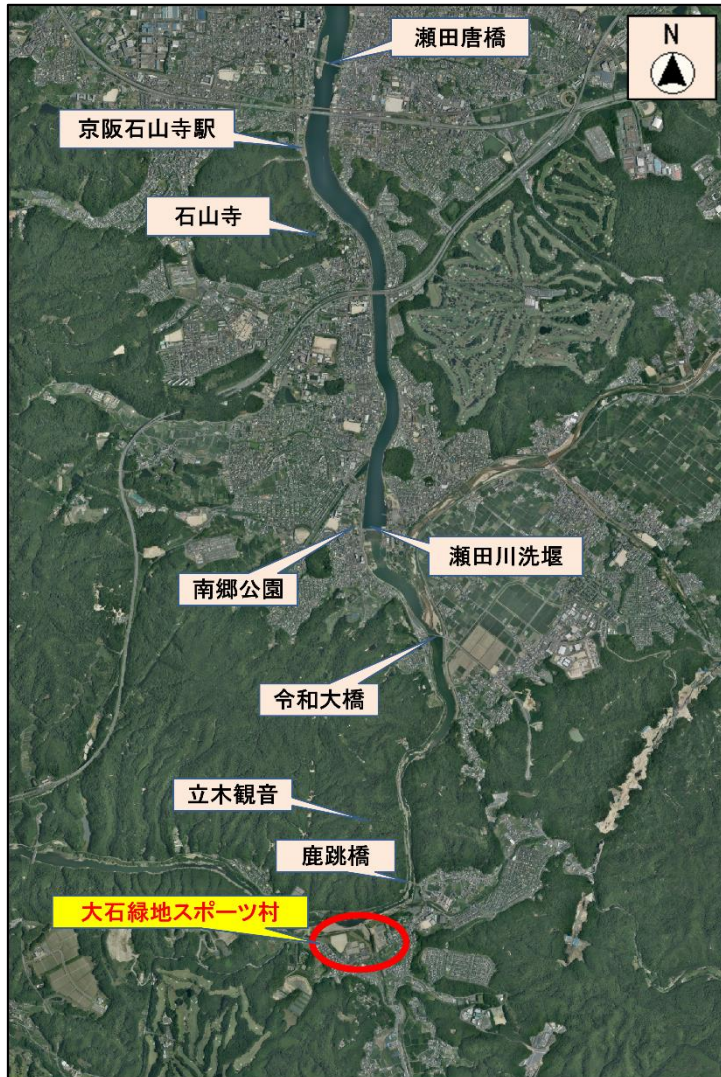 瀬田唐橋
N
京阪石山寺駅
石山寺
瀬田川洗堰
南郷公園
令和大橋
立木観音
鹿跳橋
大石緑地スポーツ村